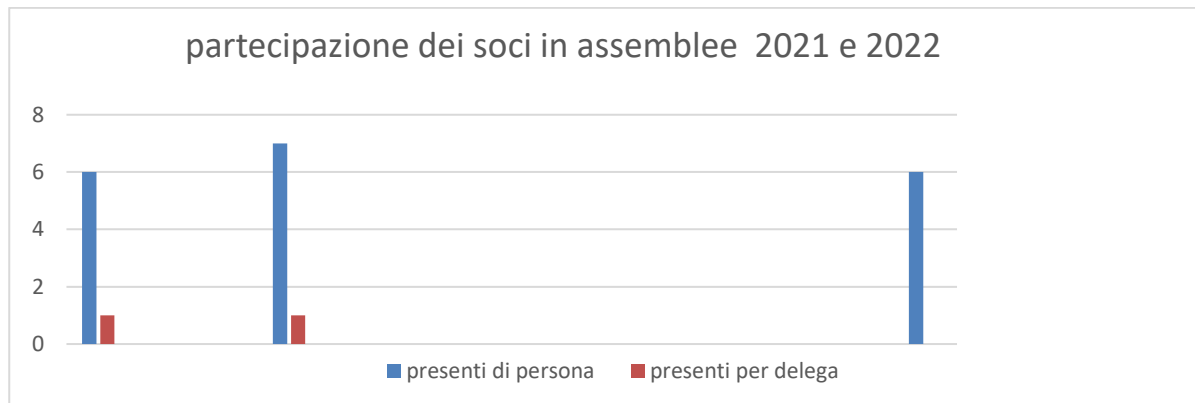 partecipazione dei soci in assemblee 2021 e 2022
8
6
4
2
0
presenti di persona presenti per delega